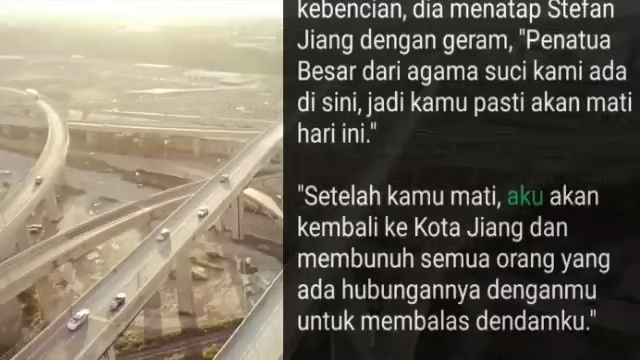 kebencian, dia menatap Stefan
Jiang dengan geram, "Penatua
Besar dari agama suci kami ada
di sini, jadi kamu pasti akan mati
hari ini."
"Setelah kamu mati, aku akan
kembali ke Kota Jiang dan
membunuh semua orang yang
ada hubungannya denganmu
untuk membalas dendamku."